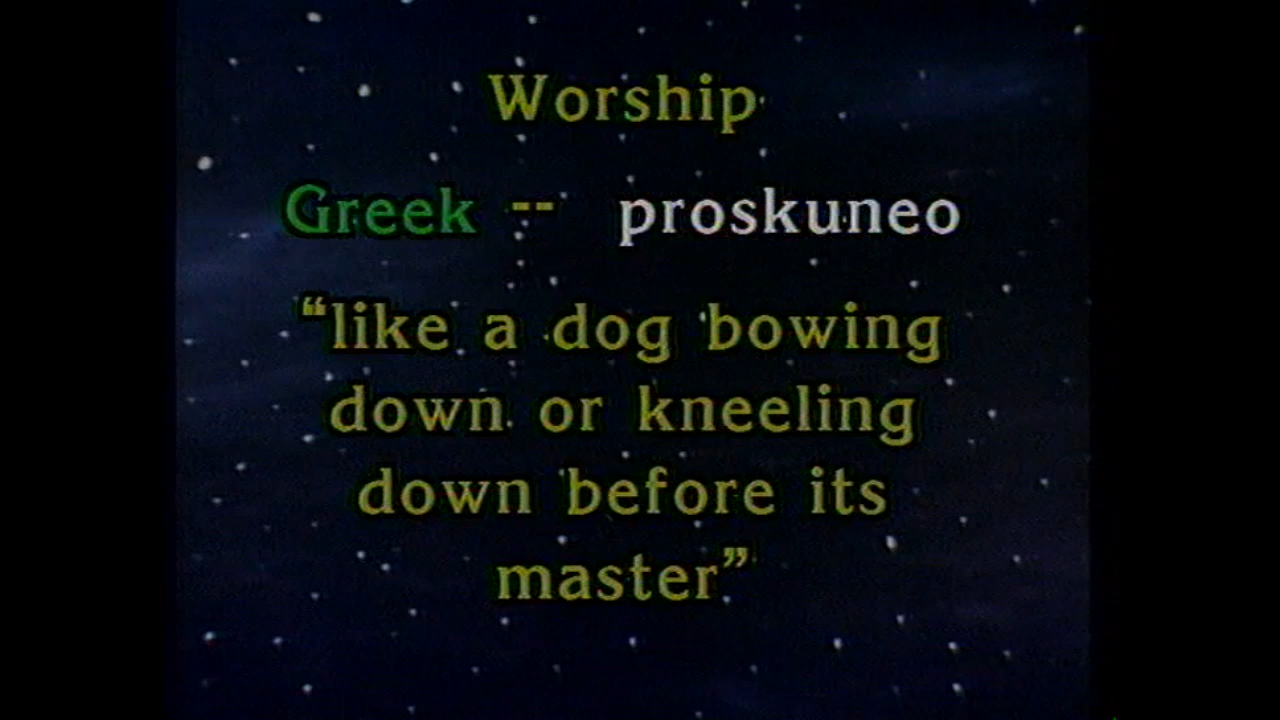 Worship
Greek -- proskuneo
“like a dog bowing
down or kneeling
down before its
master”